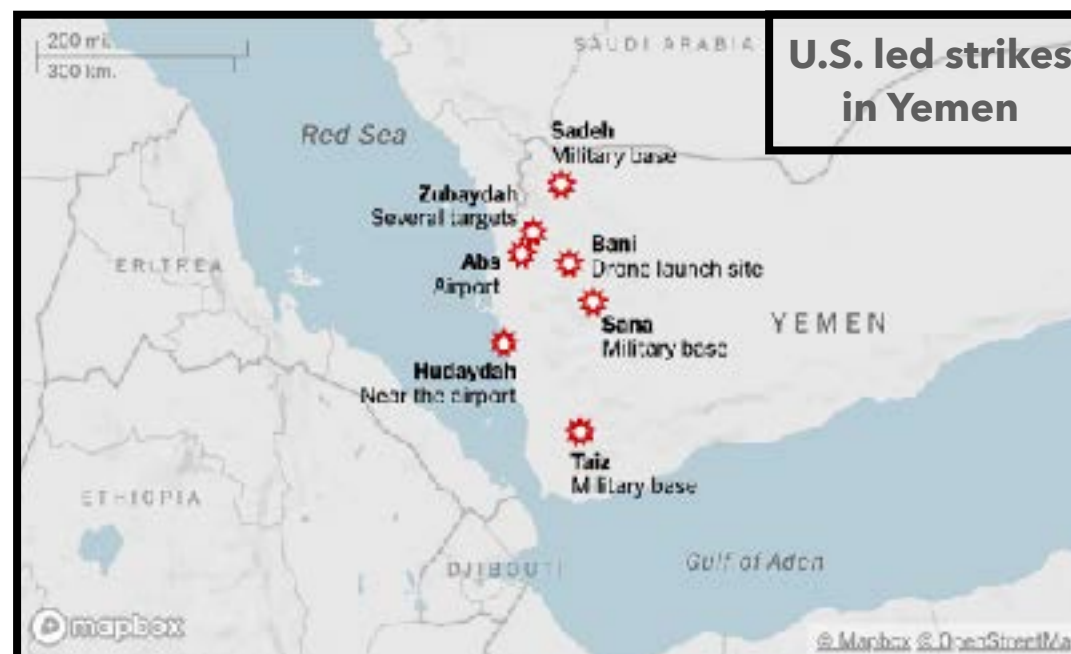 200 mi.
300 km.
SAUDI ARABIA
U.S. led strikes
in Yemen
Red Sea
Sadeh
Military base
Zubaydah
Several targets
Bani
Drone launch site
Abs
Airport
ERITREA
Sana
Military base
YEMEN
Hudaydah
Near the airport
Taiz
Military base
ETHIOPIA
Gulf of Aden
DJIBOUTI
mapbox
© Mapbox © OpenStreetMa